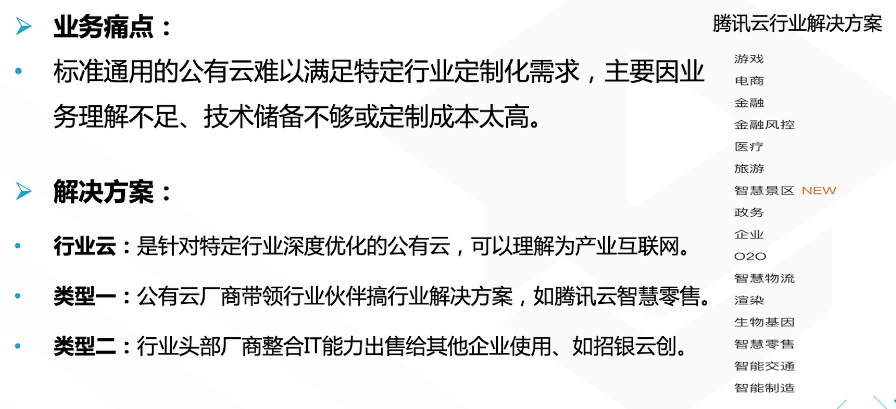 业务痛点：
标准通用的公有云难以满足特定行业定制化需求，主要因业
务理解不足、技术储备不够或定制成本太高。
解决方案：
行业云：是针对特定行业深度优化的公有云，可以理解为产业互联网。
类型一：公有云厂商带领行业伙伴搞行业解决方案，如腾讯云智慧零售。
类型二：行业头部厂商整合IT能力出售给其他企业使用、如招银云创。
腾讯云行业解决方案
游戏
电商
金融
金融风控
医疗
旅游
智慧景区 NEW
政务
企业
O2O
智慧物流
渲染
生物基因
智慧零售
智能交通
智能制造